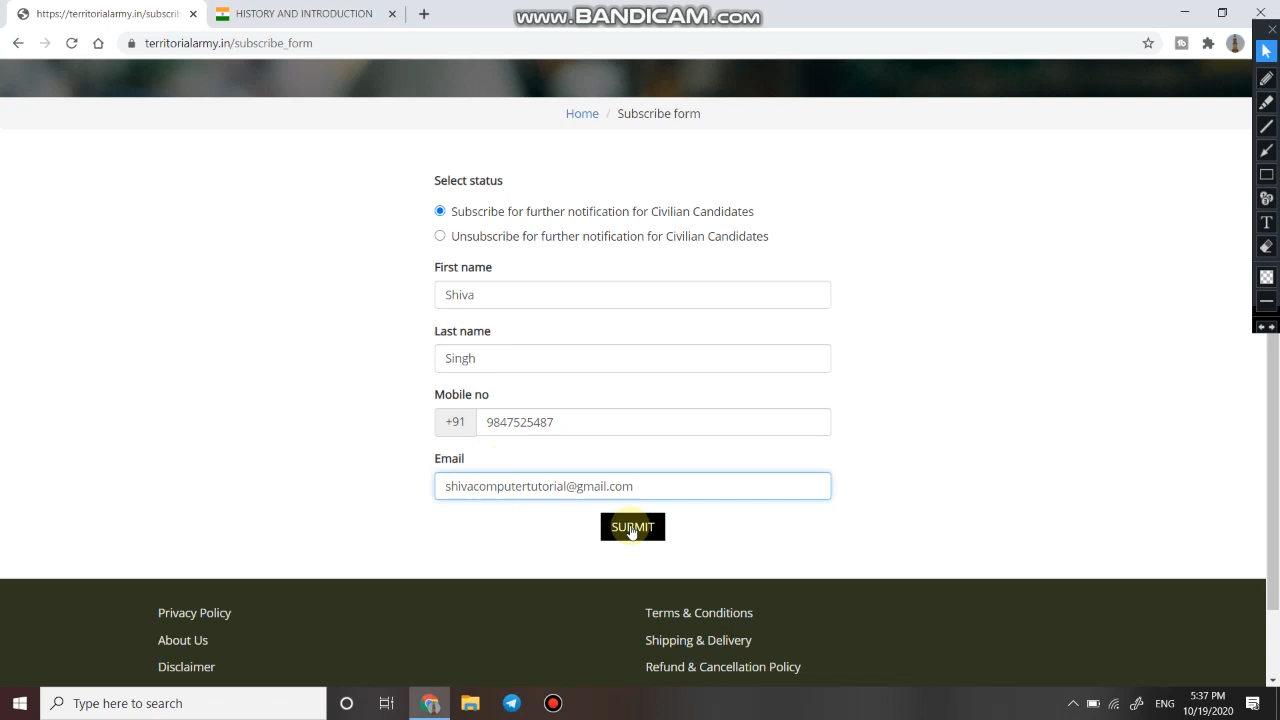 https://territorialarmy.in/subscrib
HISTORY AND INTRODUCTION
www.BANDICAM.com
territorialarmy.in/subscribe_form
Home / Subscribe form
Select status
Subscribe for further notification for Civilian Candidates
Unsubscribe for further notification for Civilian Candidates
First name
Shiva
Last name
Singh
Mobile no
+91 9847525487
Email
shivacomputertutorial@gmail.com
SUBMIT
Privacy Policy
Terms & Conditions
About Us
Shipping & Delivery
Disclaimer
Refund & Cancellation Policy
Type here to search
ENG
5:37 PM
10/19/2020